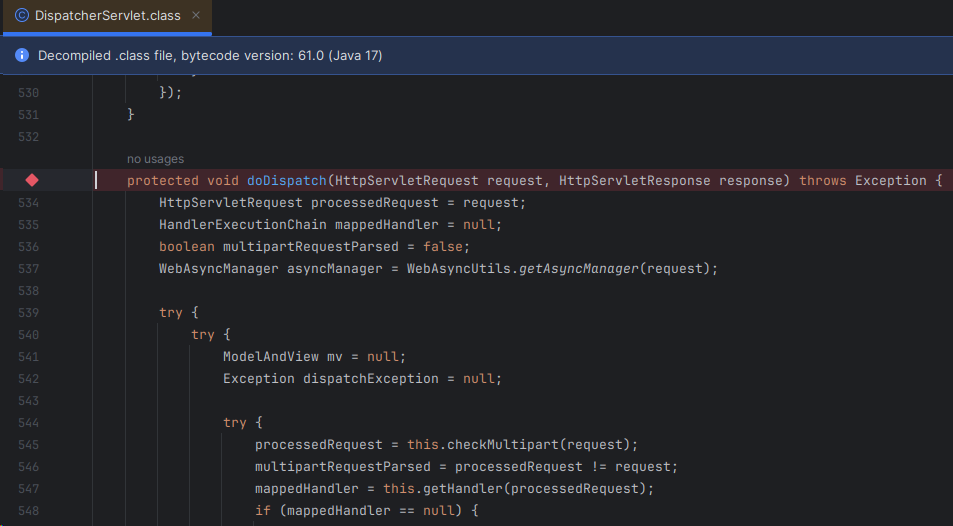 DispatcherServlet.class
Decompiled .class file, bytecode version: 61.0 (Java 17)
530 });
531 }
532
no usages
protected void doDispatch(HttpServletRequest request, HttpServletResponse response) throws Exception {
534 HttpServletRequest processedRequest = request;
535 HandlerExecutionChain mappedHandler = null;
536 boolean multipartRequestParsed = false;
537 WebAsyncManager asyncManager = WebAsyncUtils.getAsyncManager(request);
538
539 try {
540 try {
541 ModelAndView mv = null;
542 Exception dispatchException = null;
543
544 try {
545 processedRequest = this.checkMultipart(request);
546 multipartRequestParsed = processedRequest != request;
547 mappedHandler = this.getHandler(processedRequest);
548 if (mappedHandler == null) {